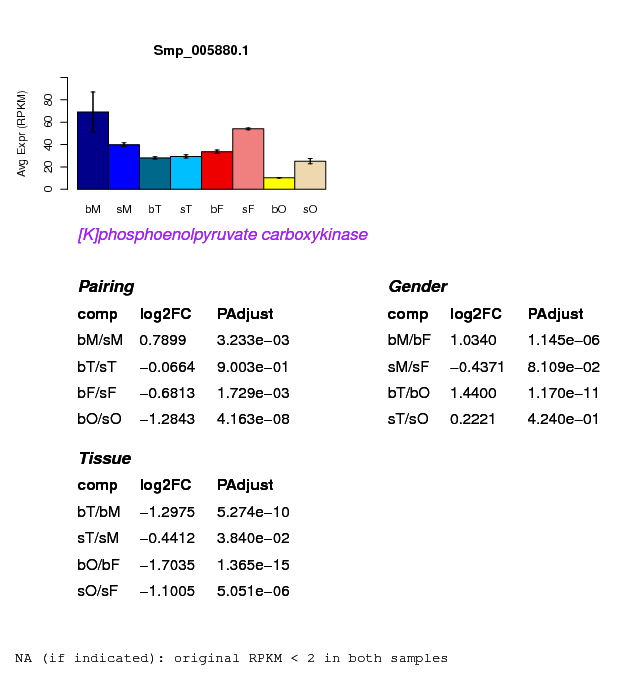 Smp_005880.1
Avg Expr (RPKM)
80
60
40
20
0
bM sM bT sT bF sF bO sO
[K]phosphoenolpyruvate carboxykinase
Pairing
comp log2FC PAdjust
bM/sM 0.7899 3.233e−03
bT/sT −0.0664 9.003e−01
bF/sF −0.6813 1.729e−03
bO/sO −1.2843 4.163e−08
Gender
comp log2FC PAdjust
bM/bF 1.0340 1.145e−06
sM/sF −0.4371 8.109e−02
bT/bO 1.4400 1.170e−11
sT/sO 0.2221 4.240e−01
Tissue
comp log2FC PAdjust
bT/bM −1.2975 5.274e−10
sT/sM −0.4412 3.840e−02
bO/bF −1.7035 1.365e−15
sO/sF −1.1005 5.051e−06
NA (if indicated): original RPKM < 2 in both samples